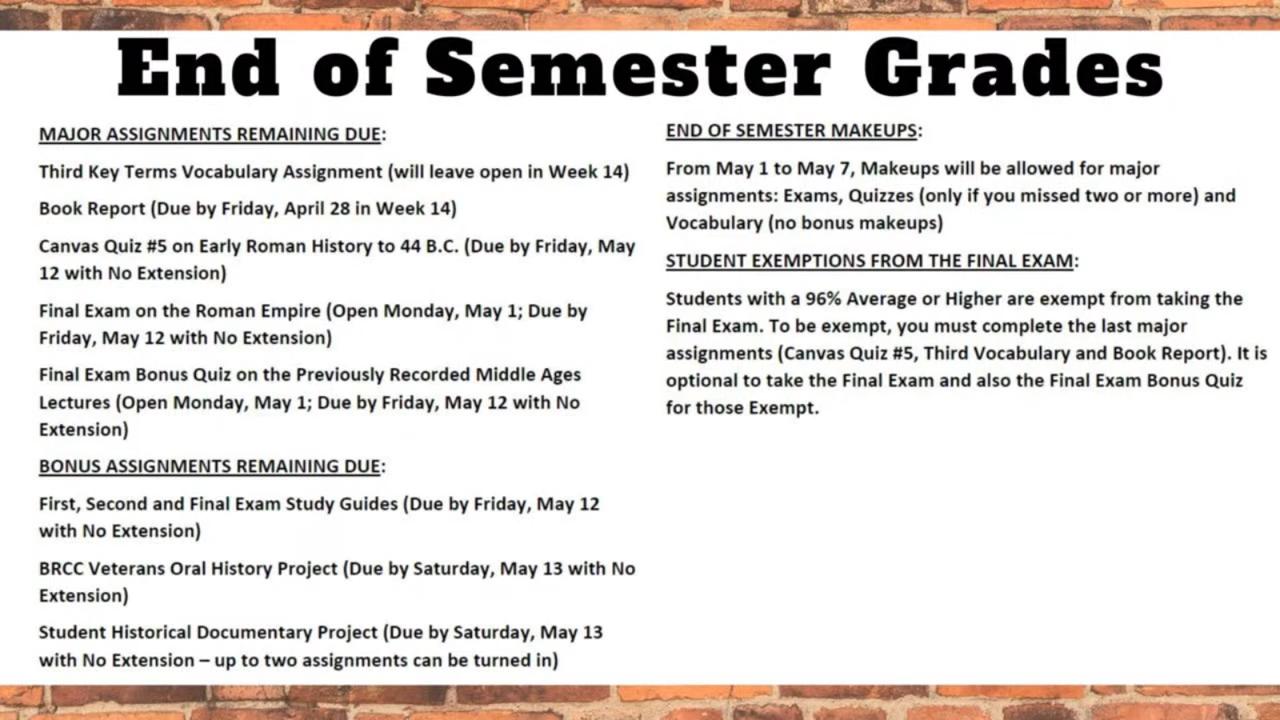 End of Semester Grades
MAJOR ASSIGNMENTS REMAINING DUE:
Third Key Terms Vocabulary Assignment (will leave open in Week 14)
Book Report (Due by Friday, April 28 in Week 14)
Canvas Quiz #5 on Early Roman History to 44 B.C. (Due by Friday, May
12 with No Extension)
Final Exam on the Roman Empire (Open Monday, May 1; Due by
Friday, May 12 with No Extension)
Final Exam Bonus Quiz on the Previously Recorded Middle Ages
Lectures (Open Monday, May 1; Due by Friday, May 12 with No
Extension)
BONUS ASSIGNMENTS REMAINING DUE:
First, Second and Final Exam Study Guides (Due by Friday, May 12
with No Extension)
BRCC Veterans Oral History Project (Due by Saturday, May 13 with No
Extension)
Student Historical Documentary Project (Due by Saturday, May 13
with No Extension – up to two assignments can be turned in)
END OF SEMESTER MAKEUPS:
From May 1 to May 7, Makeups will be allowed for major
assignments: Exams, Quizzes (only if you missed two or more) and
Vocabulary (no bonus makeups)
STUDENT EXEMPTIONS FROM THE FINAL EXAM:
Students with a 96% Average or Higher are exempt from taking the
Final Exam. To be exempt, you must complete the last major
assignments (Canvas Quiz #5, Third Vocabulary and Book Report). It is
optional to take the Final Exam and also the Final Exam Bonus Quiz
for those Exempt.